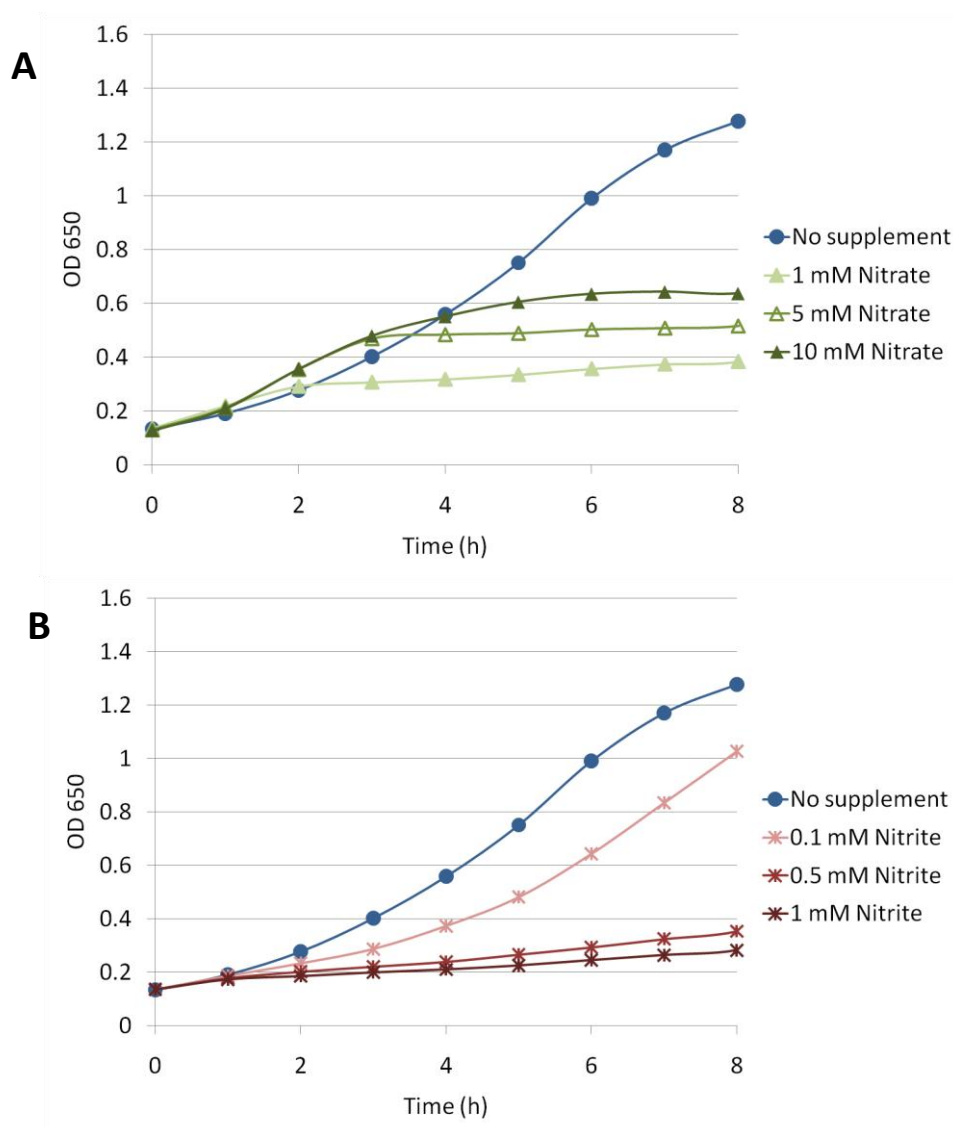 A
1.6
1.4
1.2
1
0.8
0.6
0.4
0.2
0
OD 650
0 2 4 6 8
Time (h)
No supplement
1 mM Nitrate
5 mM Nitrate
10 mM Nitrate
B
1.6
1.4
1.2
1
0.8
0.6
0.4
0.2
0
OD 650
0 2 4 6 8
Time (h)
No supplement
0.1 mM Nitrite
0.5 mM Nitrite
1 mM Nitrite